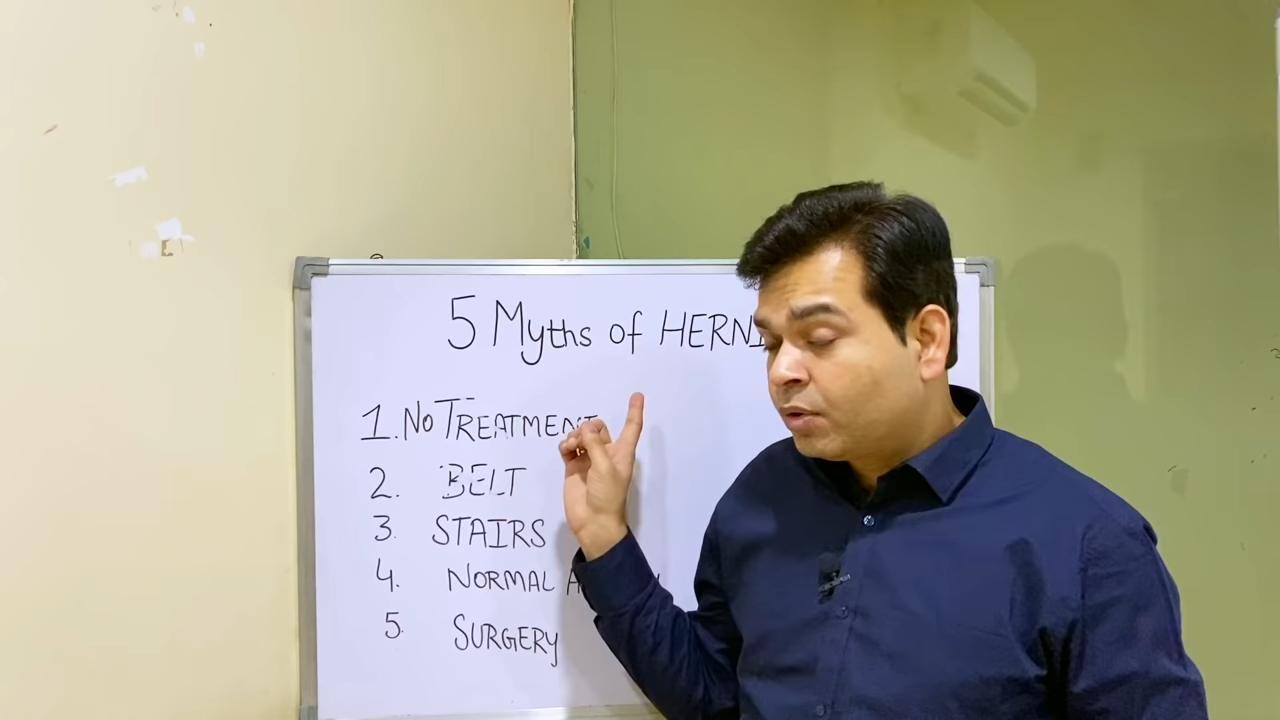 5 Myths of HERNI
1. NO TREATMENT
2. BELT
3. STAIRS
4. NORMAL
5. SURGERY